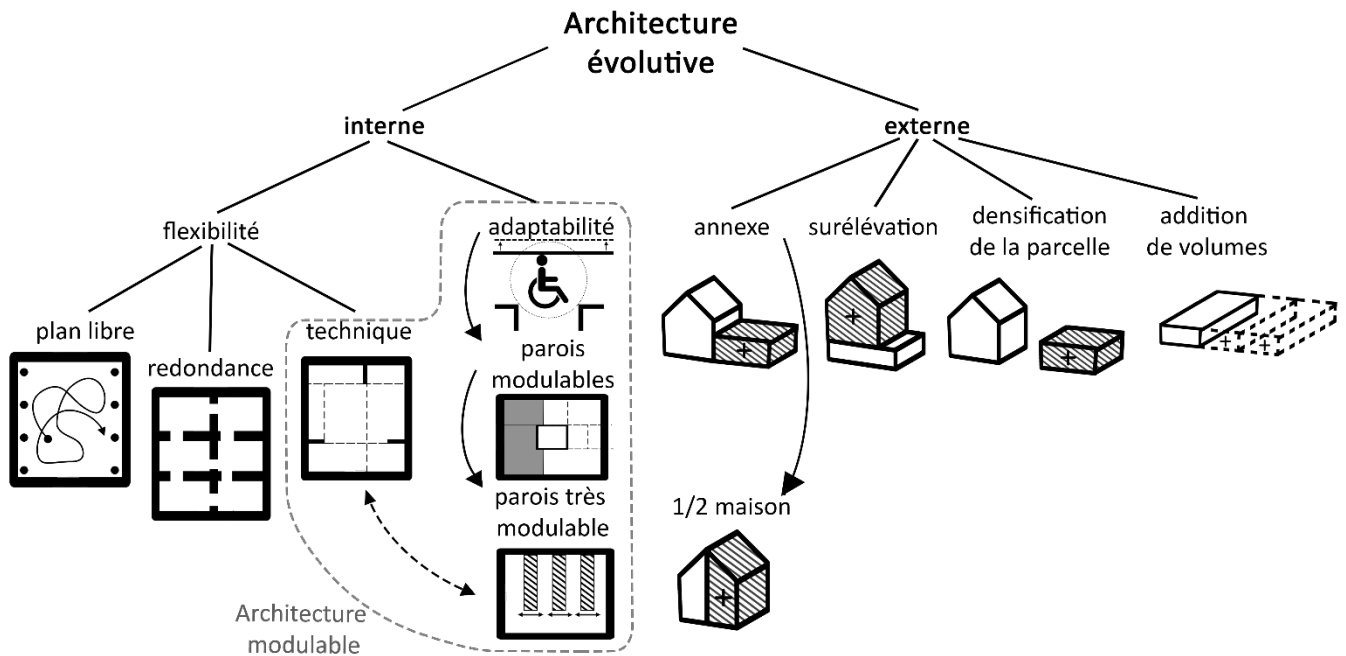 Architecture
évolutive
interne
externe
flexibilité
adaptabilité
annexe
surélévation
densification
de la parcelle
addition
de volumes
plan libre
redondance
technique
parois
modulables
parois très
modulable
1/2 maison
Architecture
modulable
+
+
+
+
+
+